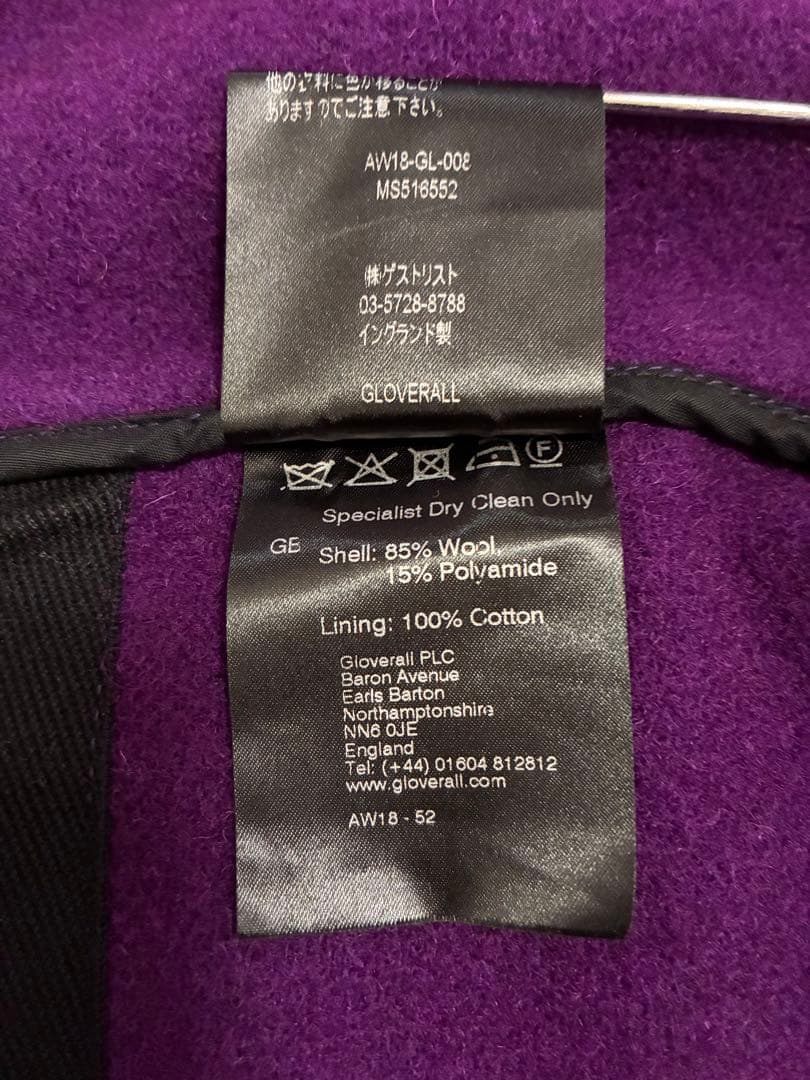 他の衣料に色が移ることが
ありますのでご注意下さい。
AW18-GL-008
MS516552
㈱ゲストリスト
03-5728-8788
イングランド製
GLOVERALL
F
Specialist Dry Clean Only
GB Shell: 85% Wool,
15% Polyamide
Lining: 100% Cotton
Gloverall PLC
Baron Avenue
Earls Barton
Northamptonshire
NN6 0JE
England
Tel: (+44) 01604 812812
www.gloverall.com
AW18 - 52